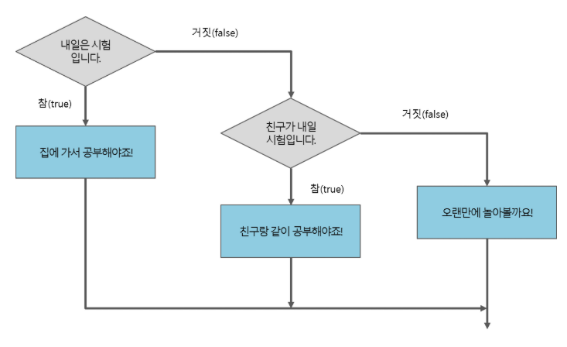 내일은 시험
입니다.
거짓(false)
참(true)
집에 가서 공부해야죠!
친구가 내일
시험입니다.
거짓(false)
참(true)
친구랑 같이 공부해야죠!
오랜만에 놀아볼까요!